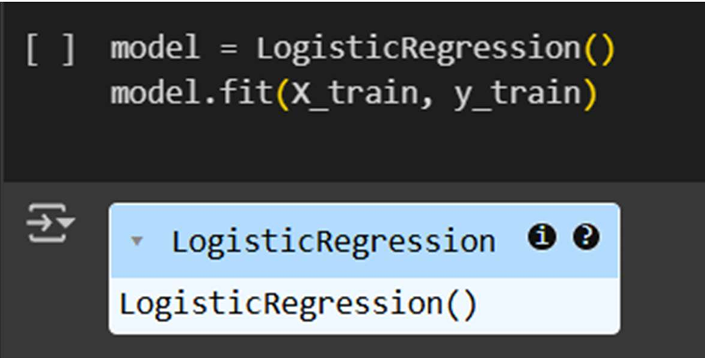 [ ] model = LogisticRegression()
model.fit(X_train, y_train)
LogisticRegression i ?
LogisticRegression()